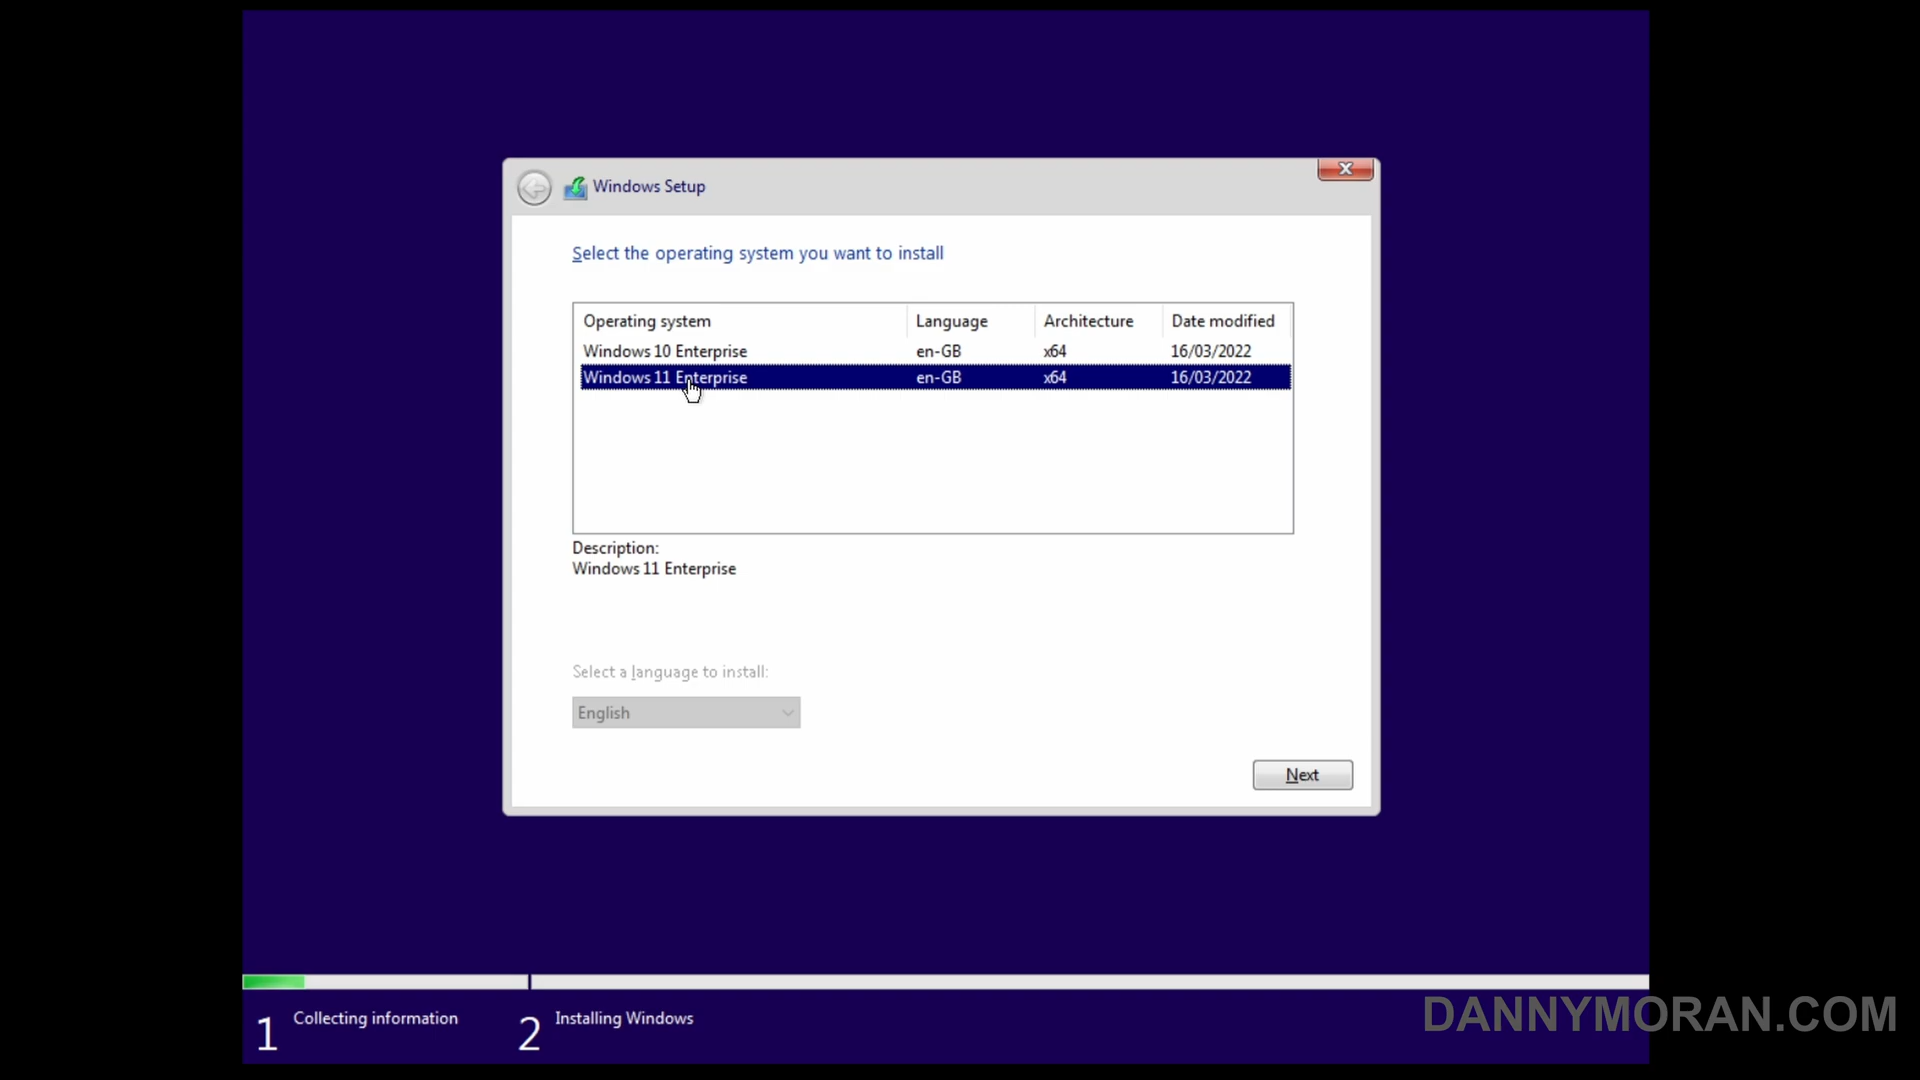 Windows Setup
Select the operating system you want to install
Operating system Language Architecture Date modified
Windows 10 Enterprise en-GB x64 16/03/2022
Windows 11 Enterprise en-GB x64 16/03/2022
Description:
Windows 11 Enterprise
Select a language to install:
English
Next
1 Collecting information 2 Installing Windows
DANNYMORAN.COM